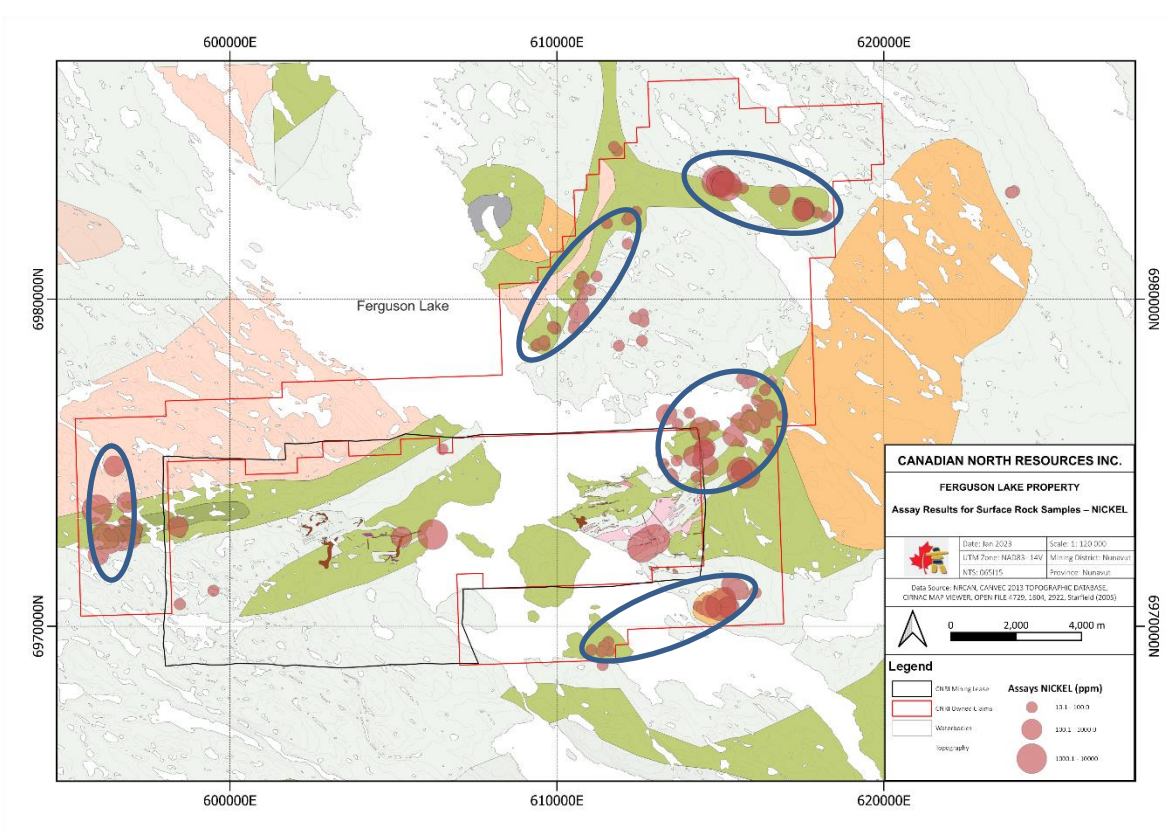 600000E
610000E
620000E
6980000N
6980000N
Ferguson Lake
6970000N
6970000N
CANADIAN NORTH RESOURCES INC.
FERGUSON LAKE PROPERTY
Assay Results for Surface Rock Samples – NICKEL
Date: Jan 2023
Scale: 1: 120 000
UTM Zone: NAD83- 14V
Mining District: Nunavut
NTS: 065I15
Province: Nunavut
Data Source: NRCAN, CANVEC 2013 TOPOGRAPHIC DATABASE,
CIRNAC MAP VIEWER, OPEN FILE 4729, 1804, 2922, Starfield (2005)
0 2,000 4,000 m
Legend
Mining Lease
Owned Claims
Waterbodies
Topography
Assays NICKEL (ppm)
10.1 - 100.0
100.1 - 1000.0
1000.1 - 10000
600000E
610000E
620000E